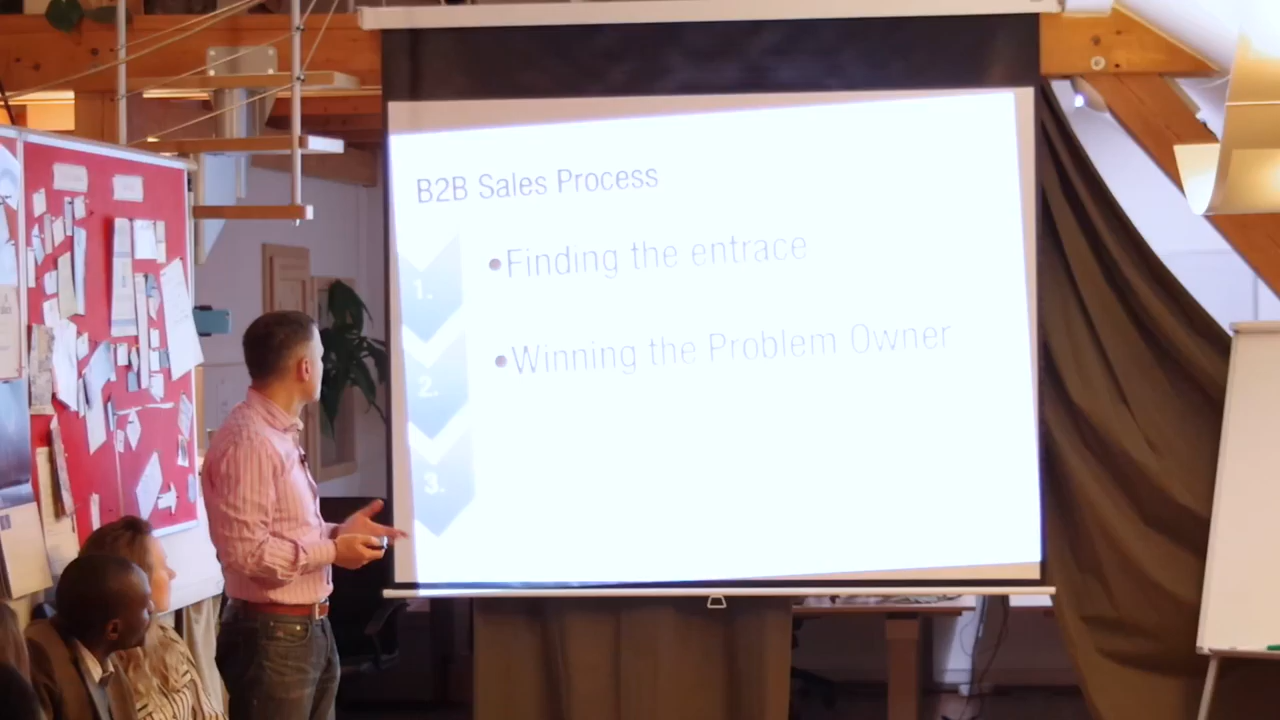 B2B Sales Process
1.
•Finding the entrace
2.
•Winning the Problem Owner
3.